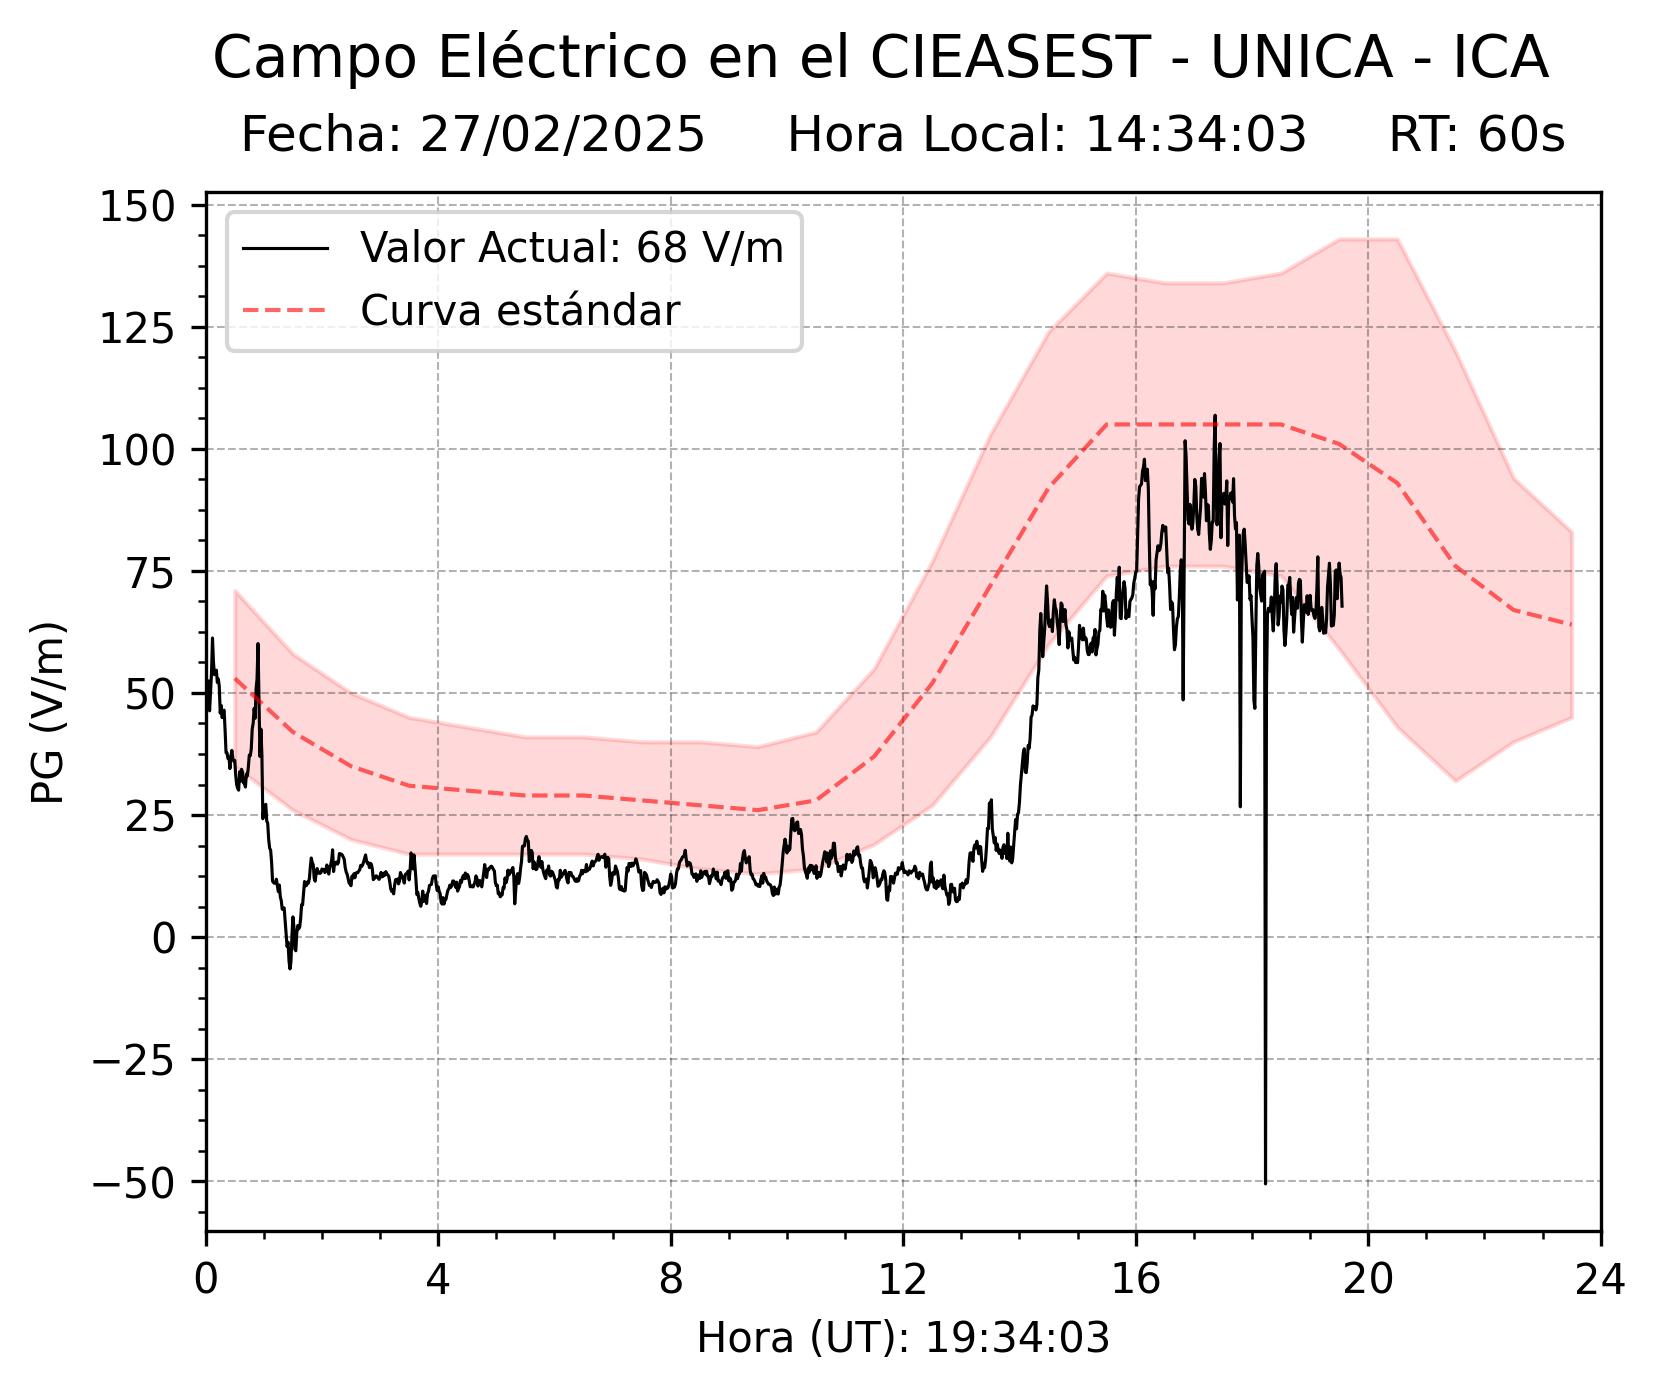 Campo Eléctrico en el CIEASEST - UNICA - ICA
Fecha: 27/02/2025 Hora Local: 14:34:03 RT: 60s
Valor Actual: 68 V/m
Curva estándar
PG (V/m)
150
125
100
75
50
25
0
−25
−50
0 4 8 12 16 20 24
Hora (UT): 19:34:03